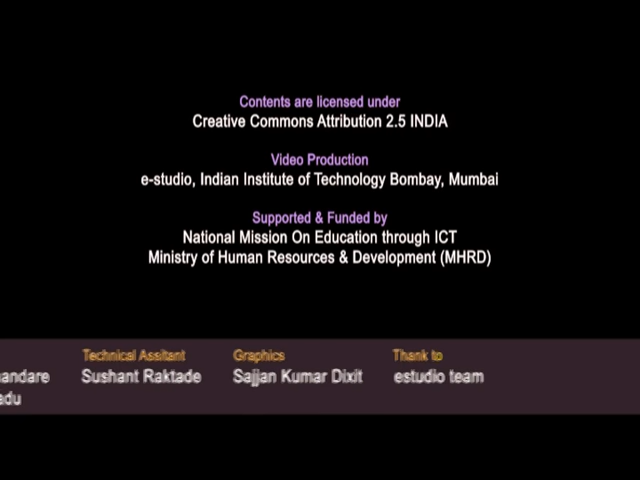 Contents are licensed under
Creative Commons Attribution 2.5 INDIA
Video Production
e-studio, Indian Institute of Technology Bombay, Mumbai
Supported & Funded by
National Mission On Education through ICT
Ministry of Human Resources & Development (MHRD)
Technical Assitant
Graphics
Thank to
Sushant Raktade
Sajjan Kumar Dixit
estudio team